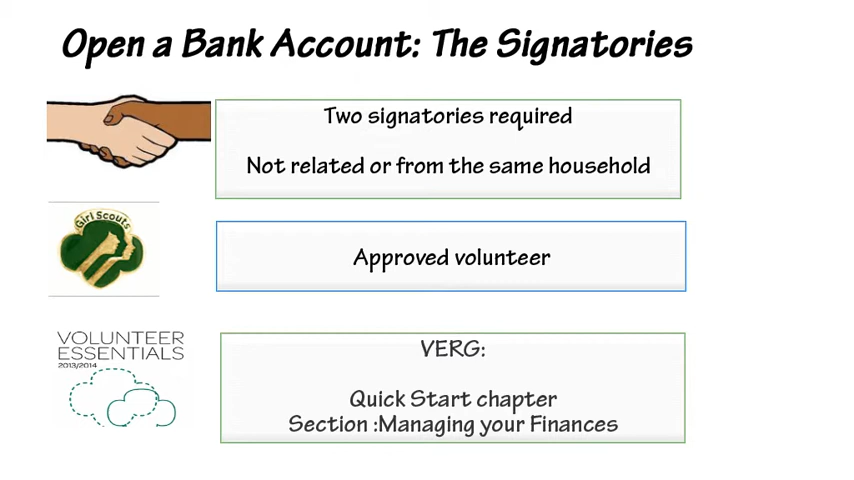 Open a Bank Account: The Signatories
Two signatories required
Not related or from the same household
Girl Scouts
Approved volunteer
VOLUNTEER
ESSENTIALS
2013/2014
VERG:
Quick Start chapter
Section :Managing your Finances